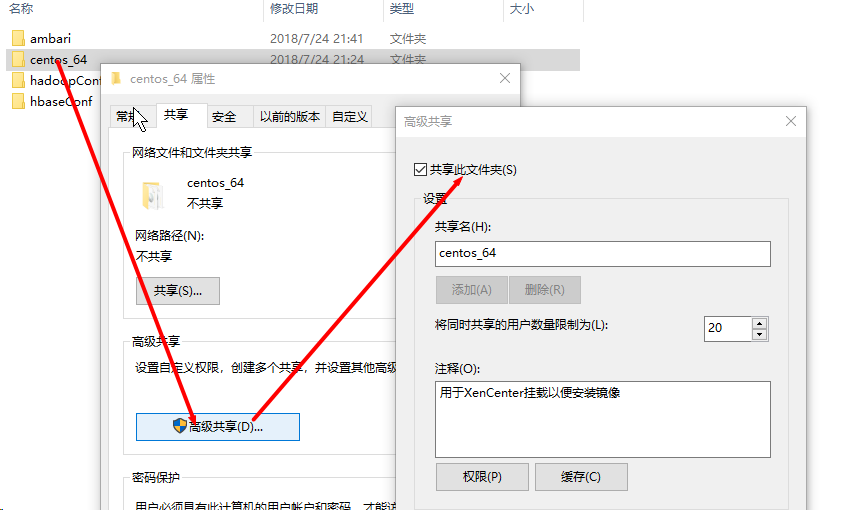 名称 修改日期 类型 大小
ambari 2018/7/24 21:41 文件夹
centos_64 2018/7/24 21:24 文件夹
hadoopConf
hbaseConf
centos_64 属性
共享 安全 以前的版本 自定义
网络文件和文件夹共享
centos_64
不共享
网络路径(N):
不共享
共享(S)...
高级共享
设置自定义权限，创建多个共享，并设置其他高级
高级共享(D)...
密码保护
用户必须具有此计算机的用户帐户和密码，才能访
高级共享
共享此文件夹(S)
设置
共享名(H):
centos_64
添加(A) 删除(R)
将同时共享的用户数量限制为(L): 20
注释(O):
用于XenCenter挂载以便安装镜像
权限(P) 缓存(C)